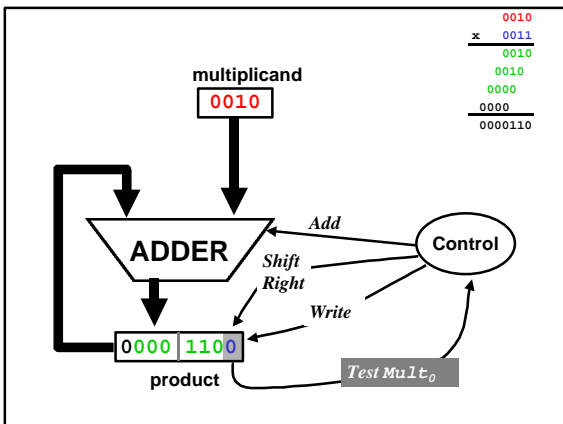 0010
x 0011
0010
0010
0000
0000
0000110
multiplicand
0010
ADDER
Add
Control
Shift
Right
Write
0000 1100
product
Test Mult0